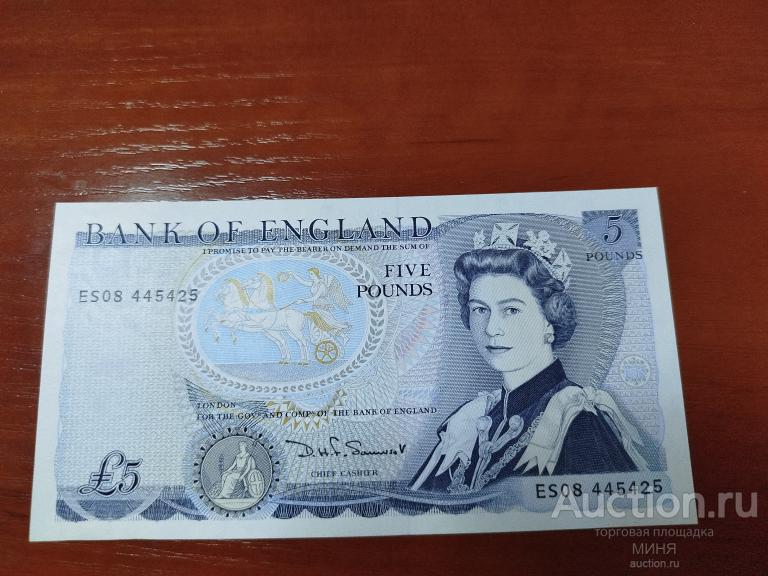 BANK OF ENGLAND
I PROMISE TO PAY THE BEARER ON DEMAND THE SUM OF
5
POUNDS
FIVE
POUNDS
ES08 445425
LONDON
FOR THE GOVR AND COMPA OF THE BANK OF ENGLAND
D.H.F. Somerset
CHIEF CASHIER
£5
ES08 445425
Auction.ru
торговая площадка
МИНЯ
auction.ru